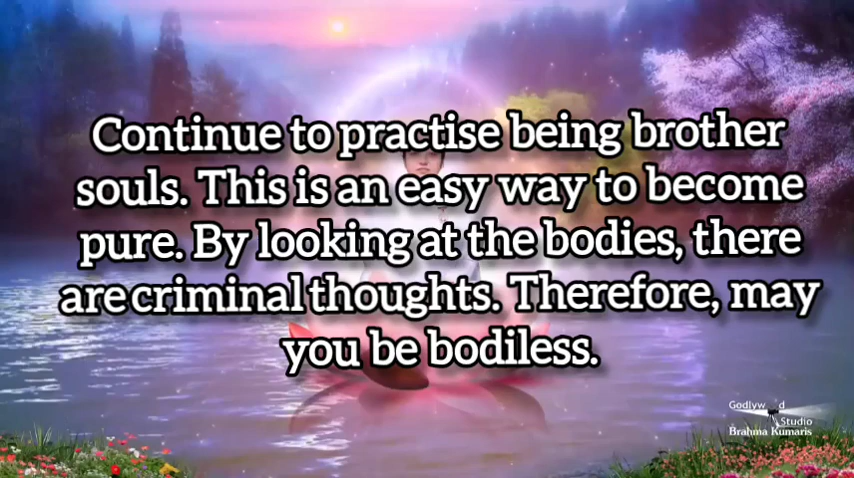 Continue to practise being brother
souls. This is an easy way to become
pure. By looking at the bodies, there
are criminal thoughts. Therefore, may
you be bodiless.
Godlyw d
Studio
Brahma Kumaris